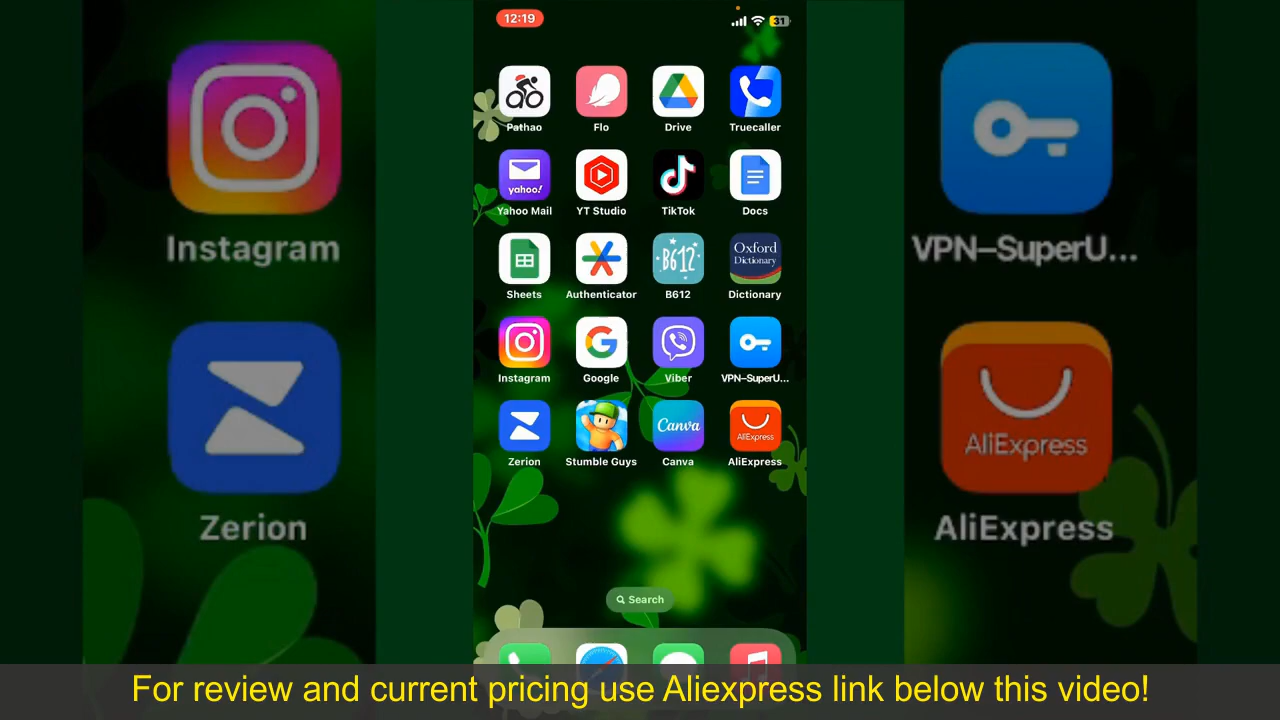 12:19
31
Pathao
Flo
Drive
Truecaller
yahoo!
Yahoo Mail
YT Studio
TikTok
Docs
B612
Oxford
Dictionary
Sheets
Authenticator
B612
Dictionary
Instagram
Google
Viber
VPN–SuperU...
Canva
AliExpress
Zerion
Stumble Guys
Canva
AliExpress
Search
Instagram
Zerion
VPN–SuperU...
AliExpress
AliExpress
For review and current pricing use Aliexpress link below this video!